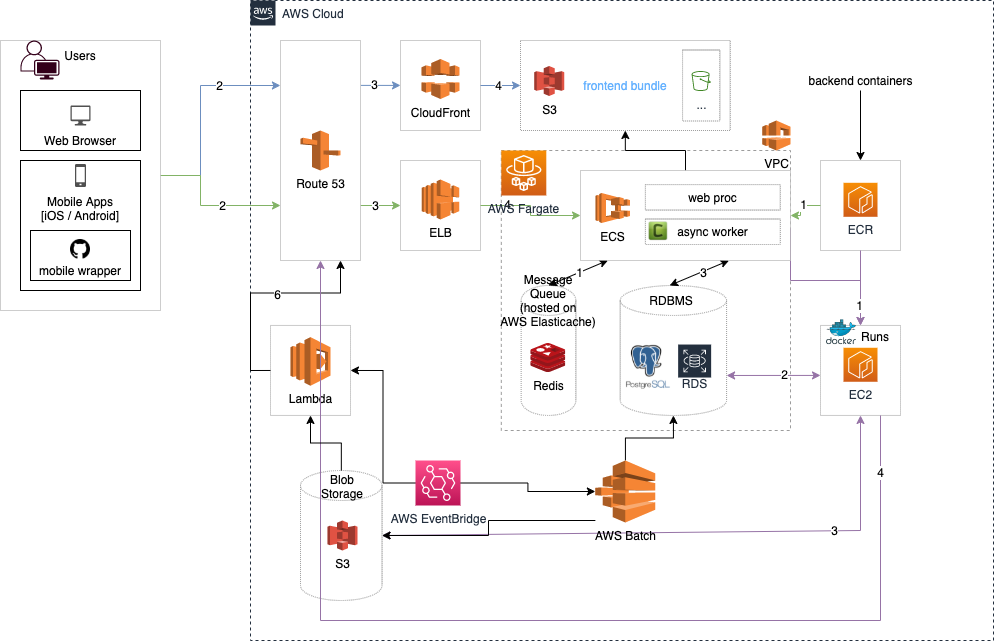 aws
AWS Cloud
Users
Web Browser
Mobile Apps
[iOS / Android]
mobile wrapper
2
2
3
3
4
4
Route 53
CloudFront
ELB
S3
frontend bundle
...
backend containers
VPC
AWS Fargate
ECS
web proc
C
async worker
1
ECR
1
3
Message
Queue
(hosted on
AWS Elasticache)
Redis
RDBMS
PostgreSQL
RDS
1
docker
Runs
EC2
2
6
Lambda
4
Blob
Storage
S3
AWS EventBridge
AWS Batch
3